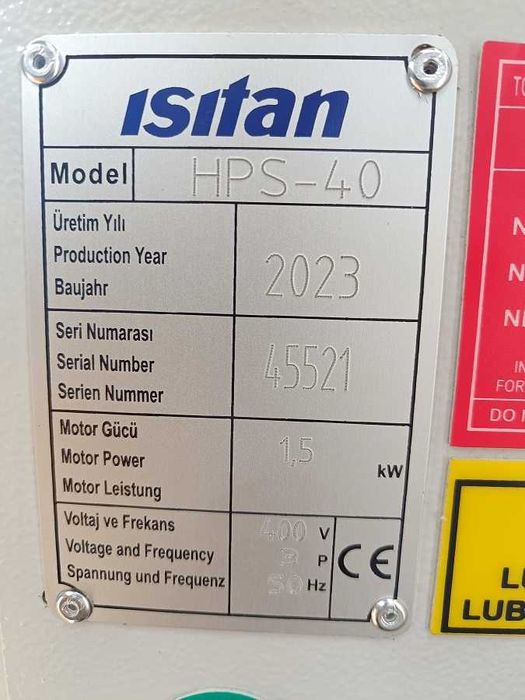 ısıtan
Model HPS-40
Üretim Yılı
Production Year
Baujahr
2023
Seri Numarası
Serial Number
Serien Nummer
45521
Motor Gücü
Motor Power
Motor Leistung
1,5 kW
Voltaj ve Frekans
Voltage and Frequency
Spannung und Frequenz
400 V
3 P
50 Hz
CE
DO
LUB